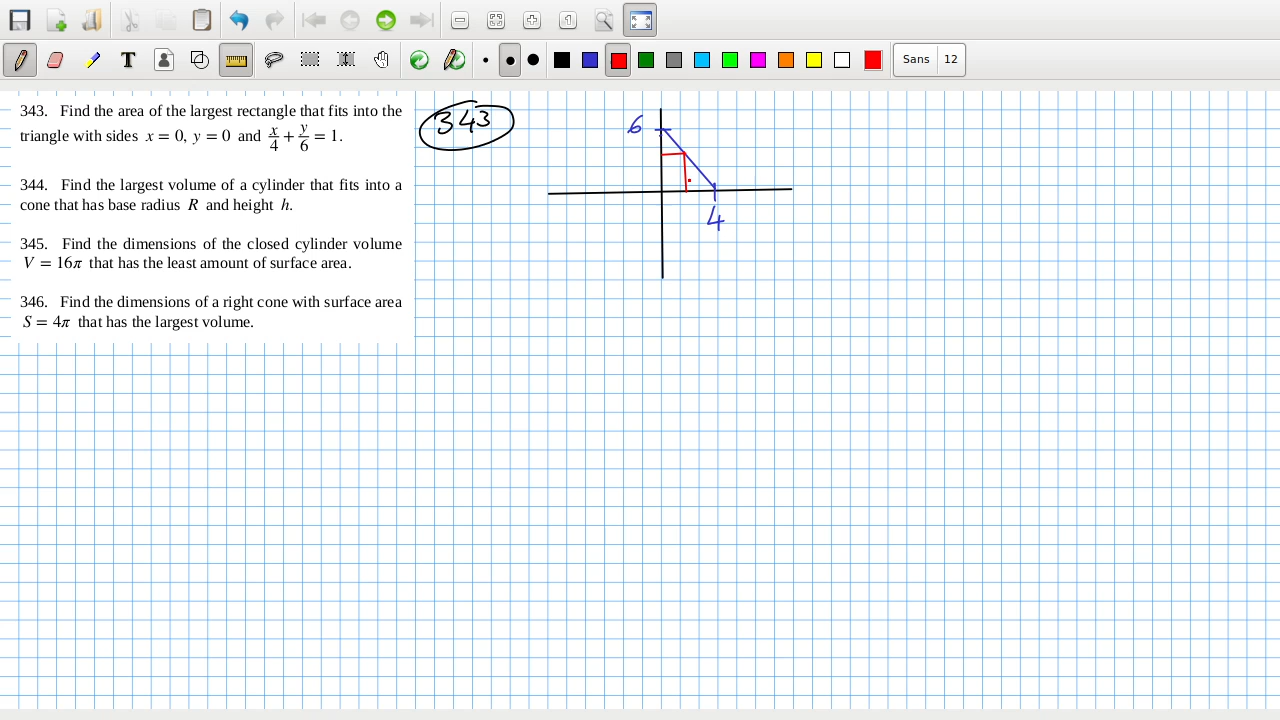 Sans 12
343. Find the area of the largest rectangle that fits into the
triangle with sides x = 0, y = 0 and x/4 + y/6 = 1.
344. Find the largest volume of a cylinder that fits into a
cone that has base radius R and height h.
345. Find the dimensions of the closed cylinder volume
V = 16π that has the least amount of surface area.
346. Find the dimensions of a right cone with surface area
S = 4π that has the largest volume.
343
6
4